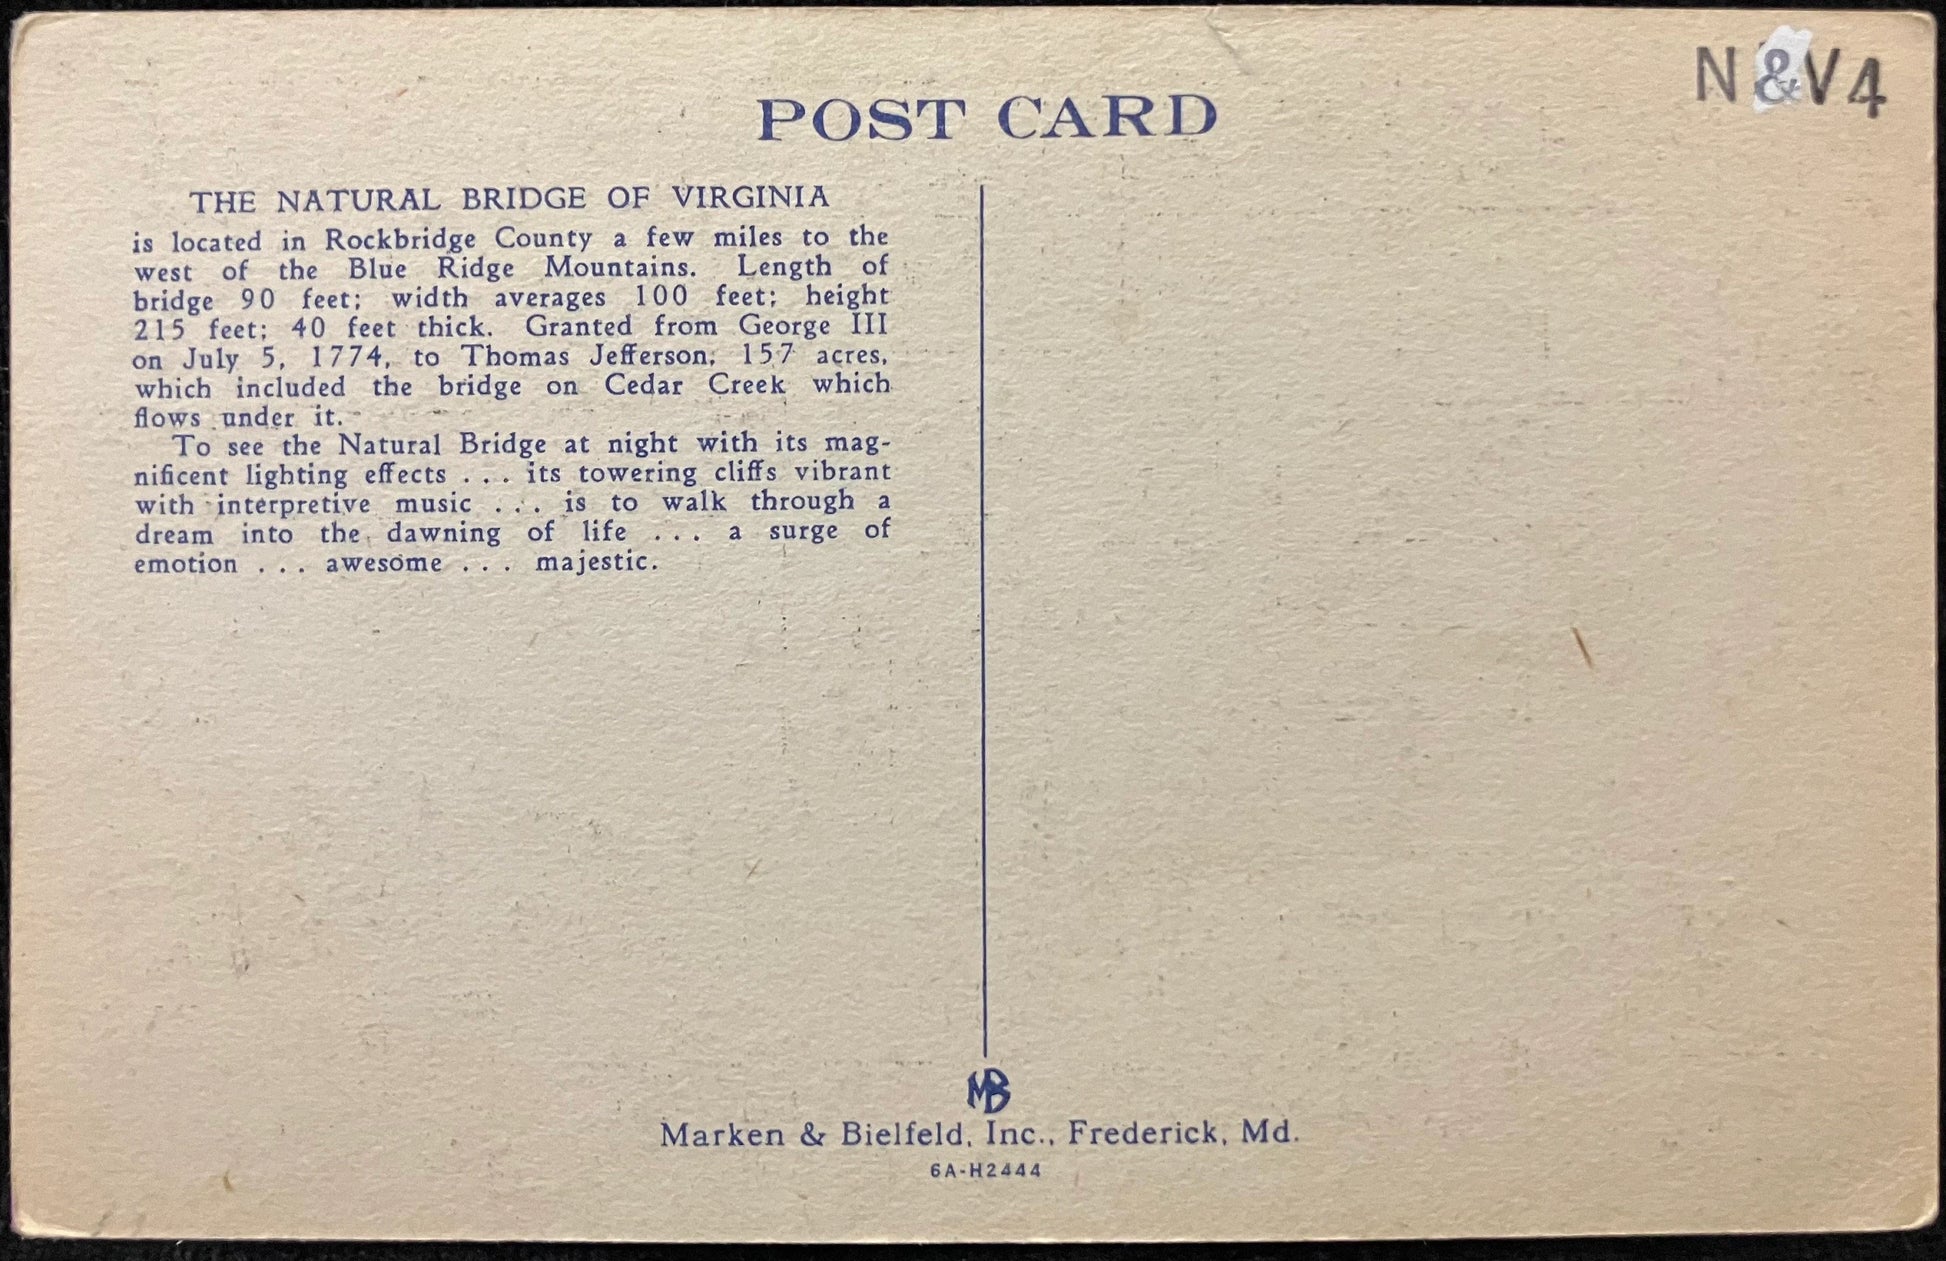 N & V 4
POST CARD
THE NATURAL BRIDGE OF VIRGINIA
is located in Rockbridge County a few miles to the
west of the Blue Ridge Mountains. Length of
bridge 90 feet; width averages 100 feet; height
215 feet; 40 feet thick. Granted from George III
on July 5, 1774, to Thomas Jefferson, 157 acres,
which included the bridge on Cedar Creek which
flows under it.
To see the Natural Bridge at night with its mag-
nificent lighting effects . . . its towering cliffs vibrant
with interpretive music . . . is to walk through a
dream into the dawning of life . . . a surge of
emotion . . . awesome . . . majestic.
MB
Marken & Bielfeld, Inc., Frederick, Md.
6A-H2444